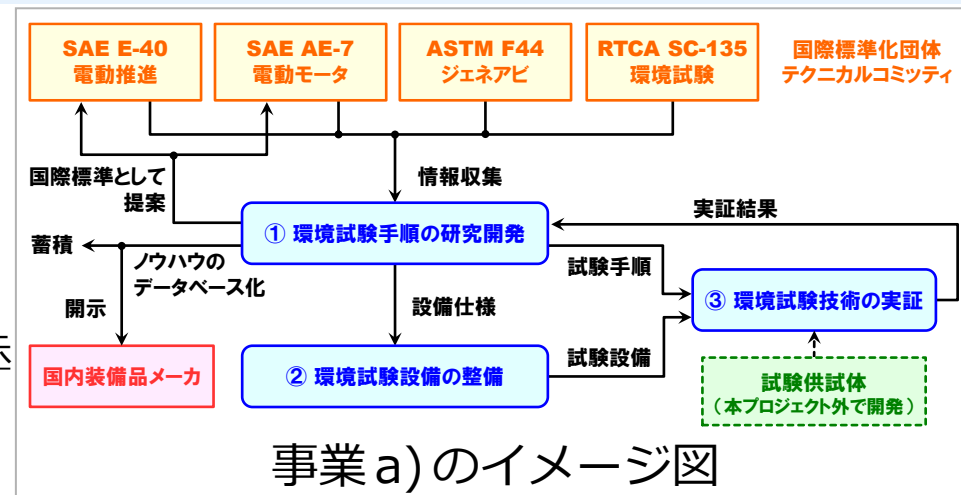 SAE E-40
電動推進
SAE AE-7
電動モータ
ASTM F44
ジェネアビ
RTCA SC-135
環境試験
国際標準化団体
テクニカルコミッティ
国際標準として
提案
情報収集
実証結果
① 環境試験手順の研究開発
蓄積
ノウハウの
データベース化
試験手順
開示
設備仕様
③ 環境試験技術の実証
示
国内装備品メーカ
② 環境試験設備の整備
試験設備
試験供試体
（本プロジェクト外で開発）
事業a)のイメージ図